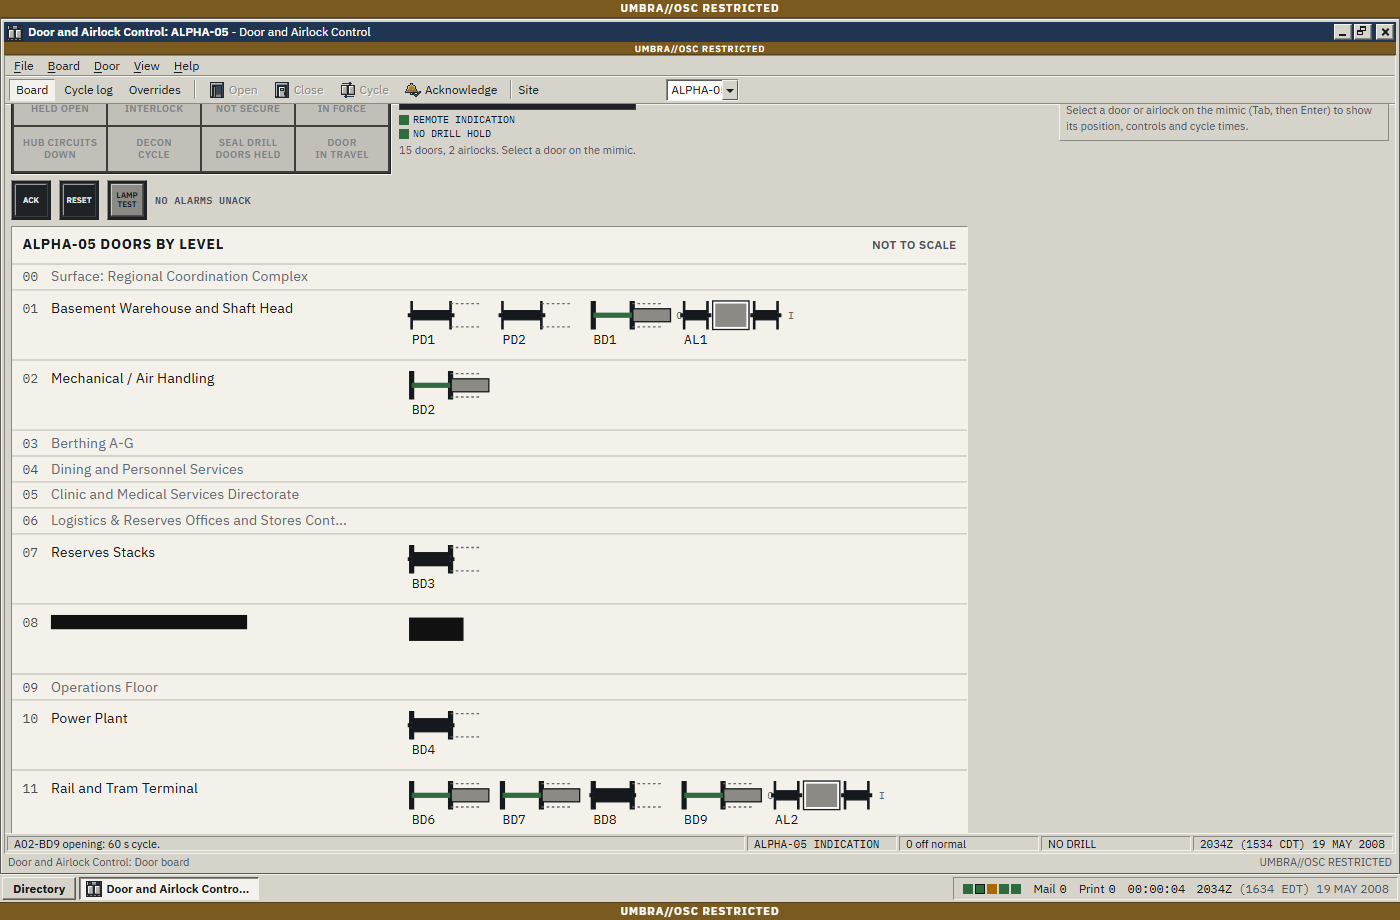 UMBRA//OSC RESTRICTED
Door and Airlock Control: ALPHA-05 - Door and Airlock Control
UMBRA//OSC RESTRICTED
File Board Door View Help
Board Cycle log Overrides Open Close Cycle Acknowledge Site ALPHA-0
HELD OPEN INTERLOCK NOT SECURE IN FORCE
HUB CIRCUITS DOWN
DECON CYCLE
SEAL DRILL DOORS HELD
DOOR IN TRAVEL
REMOTE INDICATION
NO DRILL HOLD
15 doors, 2 airlocks. Select a door on the mimic.
Select a door or airlock on the mimic (Tab, then Enter) to show
its position, controls and cycle times.
ACK RESET LAMP TEST NO ALARMS UNACK
ALPHA-05 DOORS BY LEVEL NOT TO SCALE
00 Surface: Regional Coordination Complex
01 Basement Warehouse and Shaft Head
O I
PD1 PD2 BD1 AL1
02 Mechanical / Air Handling
BD2
03 Berthing A-G
04 Dining and Personnel Services
05 Clinic and Medical Services Directorate
06 Logistics & Reserves Offices and Stores Cont...
07 Reserves Stacks
BD3
08
09 Operations Floor
10 Power Plant
BD4
11 Rail and Tram Terminal
O I
BD6 BD7 BD8 BD9 AL2
A02-BD9 opening: 60 s cycle. ALPHA-05 INDICATION 0 off normal NO DRILL 2034Z (1534 CDT) 19 MAY 2008
Door and Airlock Control: Door board UMBRA//OSC RESTRICTED
Directory Door and Airlock Contro... Mail 0 Print 0 00:00:04 2034Z (1634 EDT) 19 MAY 2008
UMBRA//OSC RESTRICTED